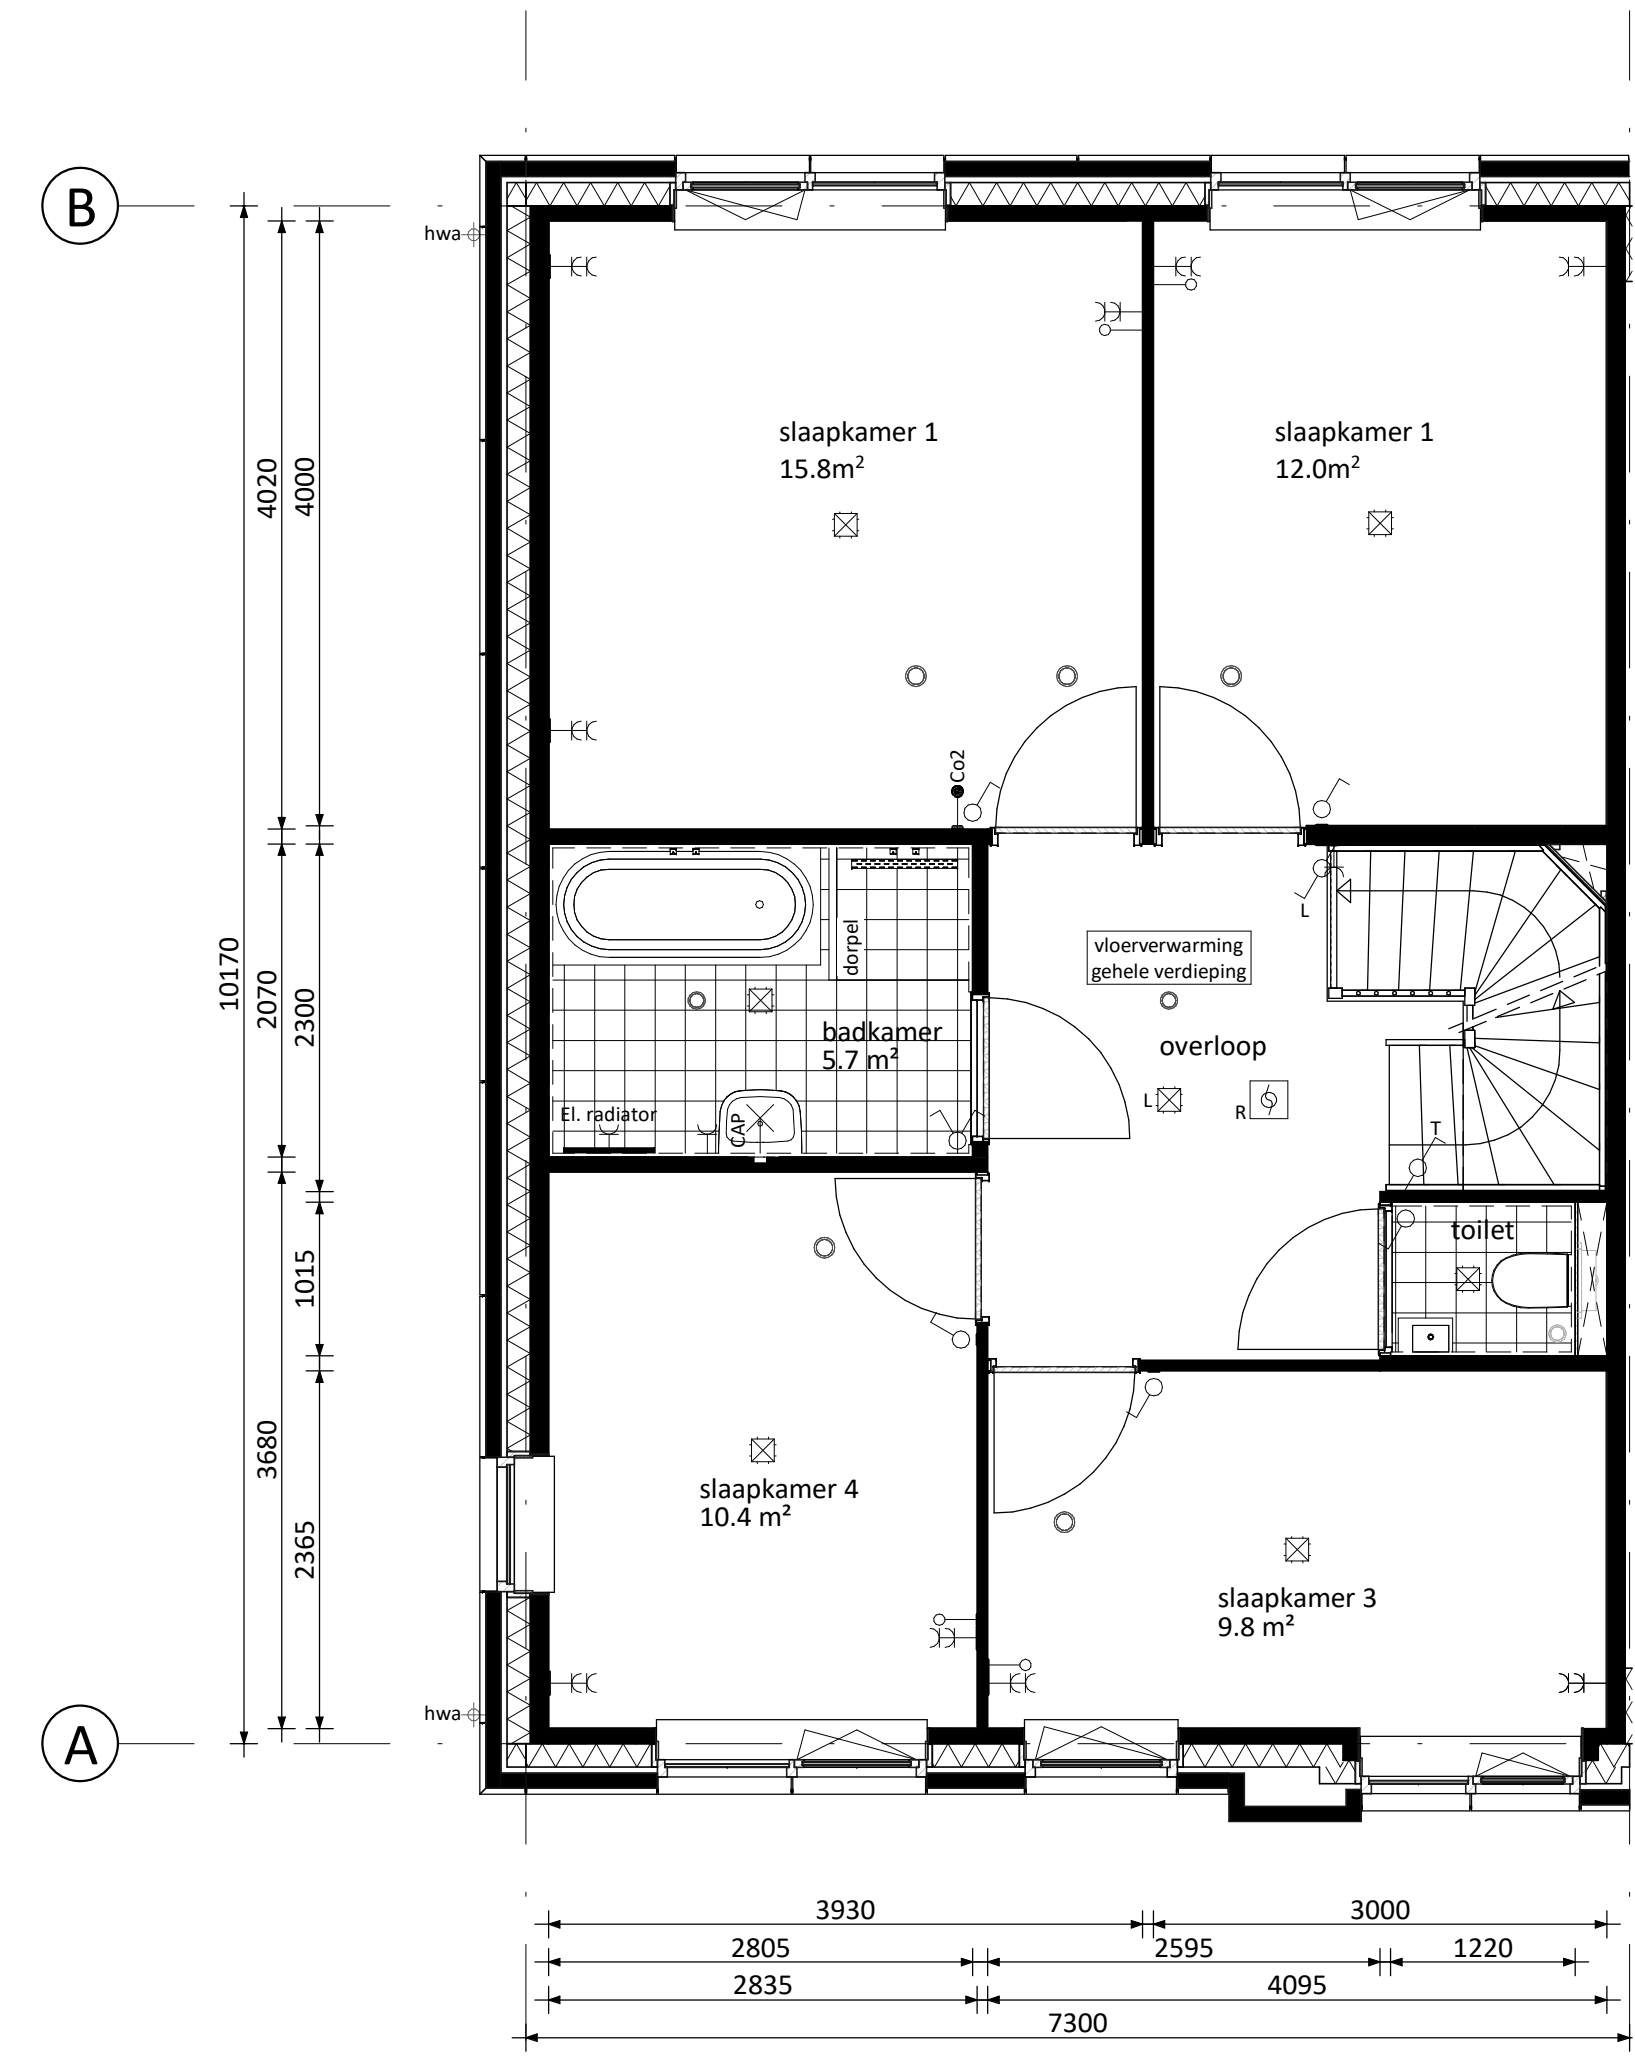 B
hwa
slaapkamer 1
15.8m²
slaapkamer 1
12.0m²
4020
4000
Co2
dorpel
L
vloerverwarming
gehele verdieping
10170
2070
2300
badkamer
5.7 m²
overloop
L
R
El. radiator
CAP
T
toilet
1015
3680
2365
slaapkamer 4
10.4 m²
slaapkamer 3
9.8 m²
hwa
A
3930
3000
2805
2595
1220
2835
4095
7300